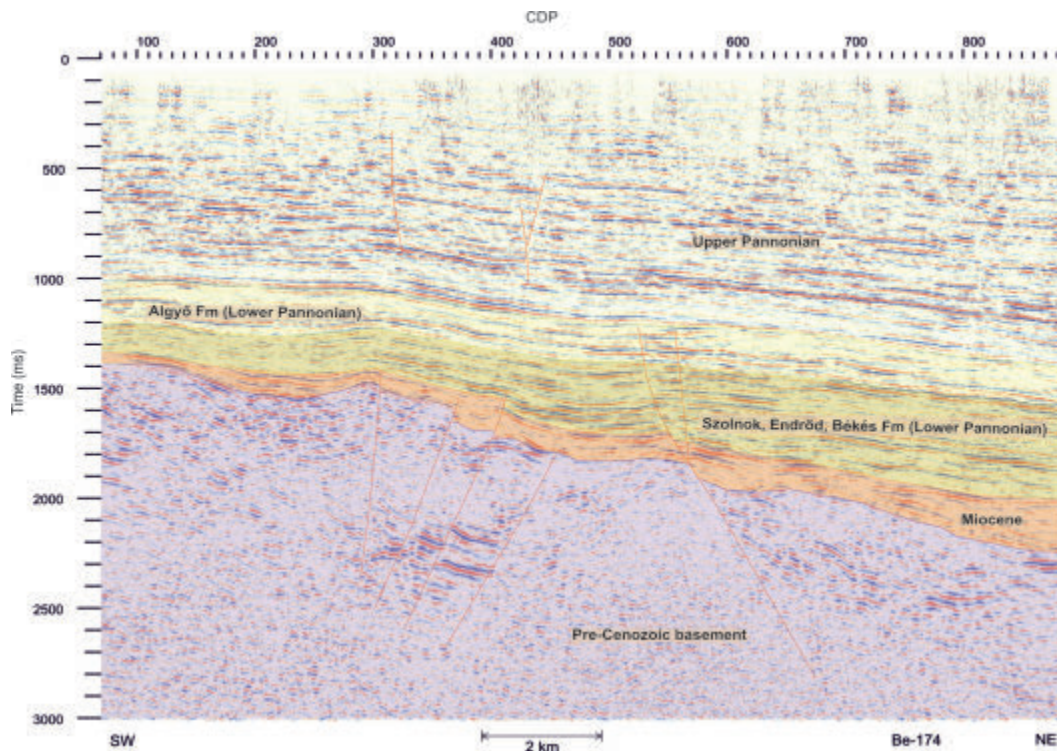 CDP
100 200 300 400 500 600 700 800
0
500
Upper Pannonian
1000
Algyő Fm (Lower Pannonian)
Time (ms)
1500
Szolnok, Endrőd, Békés Fm (Lower Pannonian)
2000
Miocene
2500
Pre-Cenozoic basement
3000
SW Be-174 NE
2 km